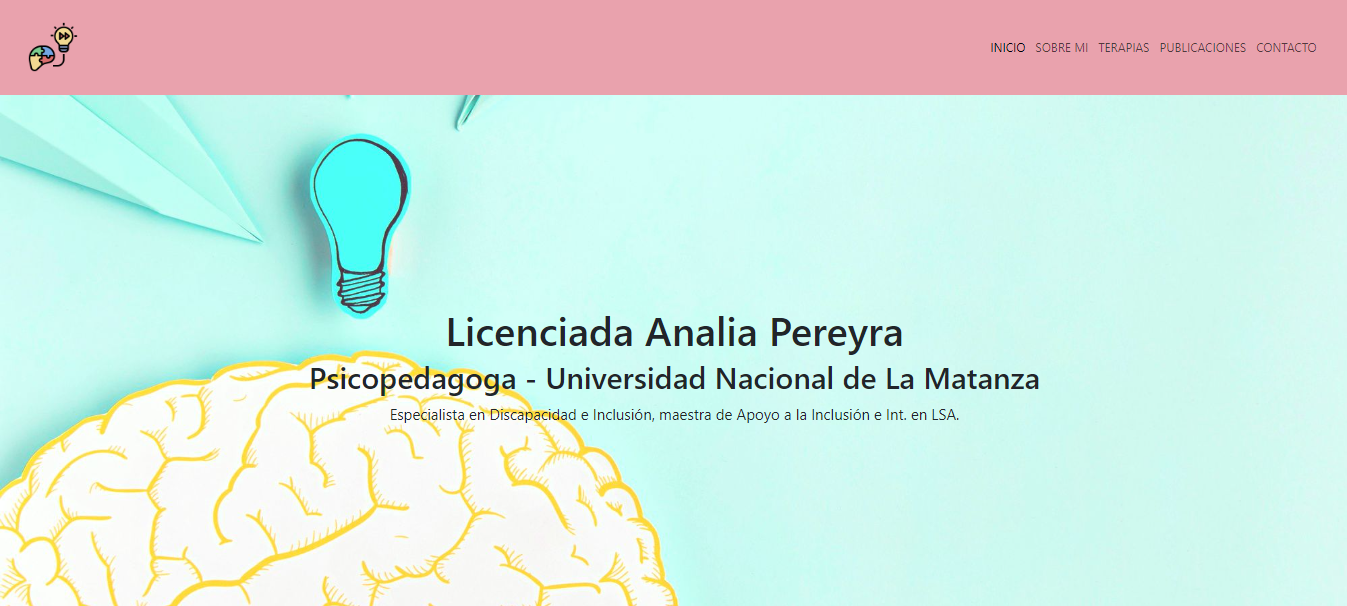 INICIO SOBRE MI TERAPIAS PUBLICACIONES CONTACTO
Licenciada Analia Pereyra
Psicopedagoga - Universidad Nacional de La Matanza
Especialista en Discapacidad e Inclusión, maestra de Apoyo a la Inclusión e Int. en LSA.